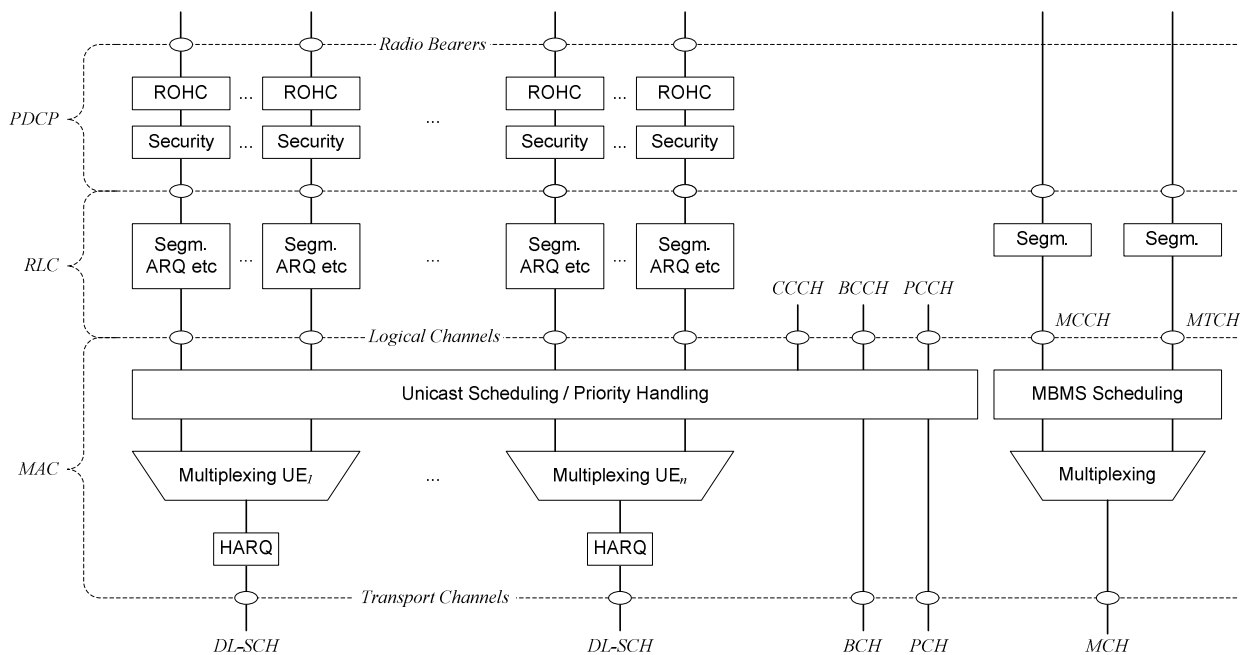 Radio Bearers
ROHC ... ROHC ROHC ... ROHC
PDCP ...
Security ... Security Security ... Security
Segm. Segm. Segm. Segm. Segm. Segm.
ARQ etc ... ARQ etc ... ARQ etc ... ARQ etc
RLC
CCCH BCCH PCCH
MCCH MTCH
Logical Channels
Unicast Scheduling / Priority Handling MBMS Scheduling
MAC
Multiplexing UE1 ... Multiplexing UEn Multiplexing
HARQ HARQ
Transport Channels
DL-SCH DL-SCH BCH PCH MCH